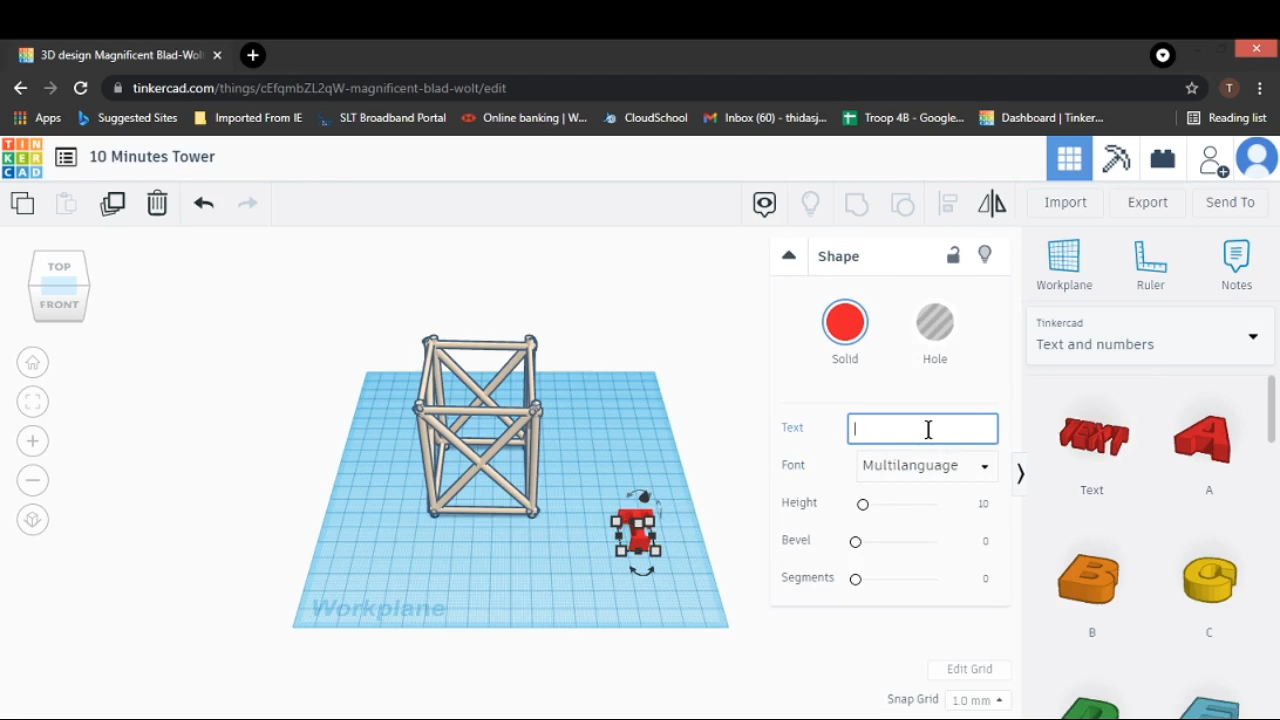 3D design Magnificent Blad-Wol
tinkercad.com/things/cEfqmbZL2qW-magnificent-blad-wolt/edit
Apps Suggested Sites Imported From IE SLT Broadband Portal Online banking | W... CloudSchool Inbox (60) - thidasj... Troop 4B - Google... Dashboard | Tinker... Reading list
T
TIN
KER
CAD
10 Minutes Tower
Import Export Send To
TOP
FRONT
Shape
Solid Hole
Text
Font Multilanguage
Height 10
Bevel 0
Segments 0
Workplane
Edit Grid
Snap Grid 1.0 mm
Workplane Ruler Notes
Tinkercad
Text and numbers
TEXT A
Text A
B C
B C
T